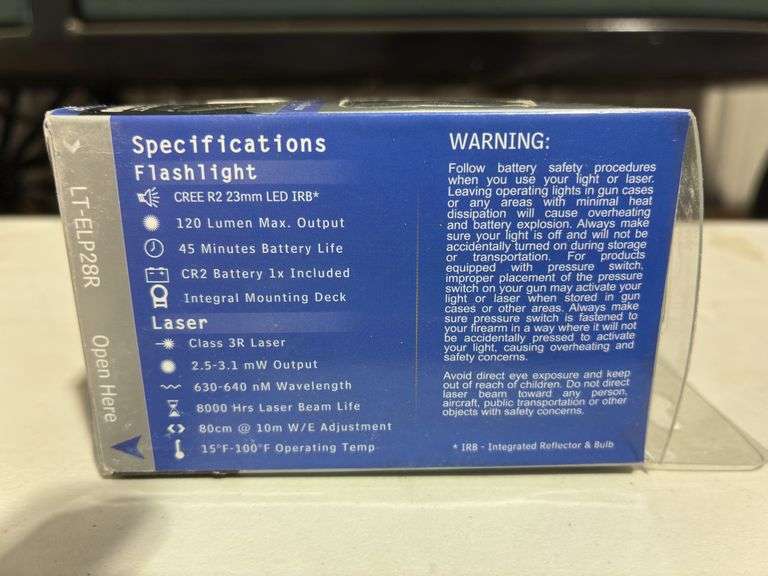 LT-ELP28R
Open Here
Specifications
Flashlight
CREE R2 23mm LED IRB*
120 Lumen Max. Output
45 Minutes Battery Life
CR2 Battery 1x Included
Integral Mounting Deck
Laser
Class 3R Laser
2.5-3.1 mW Output
630-640 nM Wavelength
8000 Hrs Laser Beam Life
80cm @ 10m W/E Adjustment
15°F-100°F Operating Temp
WARNING:
Follow battery safety procedures
when you use your light or laser.
Leaving operating lights in gun cases
or any areas with minimal heat
dissipation will cause overheating
and battery explosion. Always make
sure your light is off and will not be
accidentally turned on during storage
or transportation. For products
equipped with pressure switch,
improper placement of the pressure
switch on your gun may activate your
light or laser when stored in gun
cases or other areas. Always make
sure pressure switch is fastened to
your firearm in a way where it will not
be accidentally pressed to activate
your light, causing overheating and
safety concerns.
Avoid direct eye exposure and keep
out of reach of children. Do not direct
laser beam toward any person,
aircraft, public transportation or other
objects with safety concerns.
* IRB - Integrated Reflector & Bulb